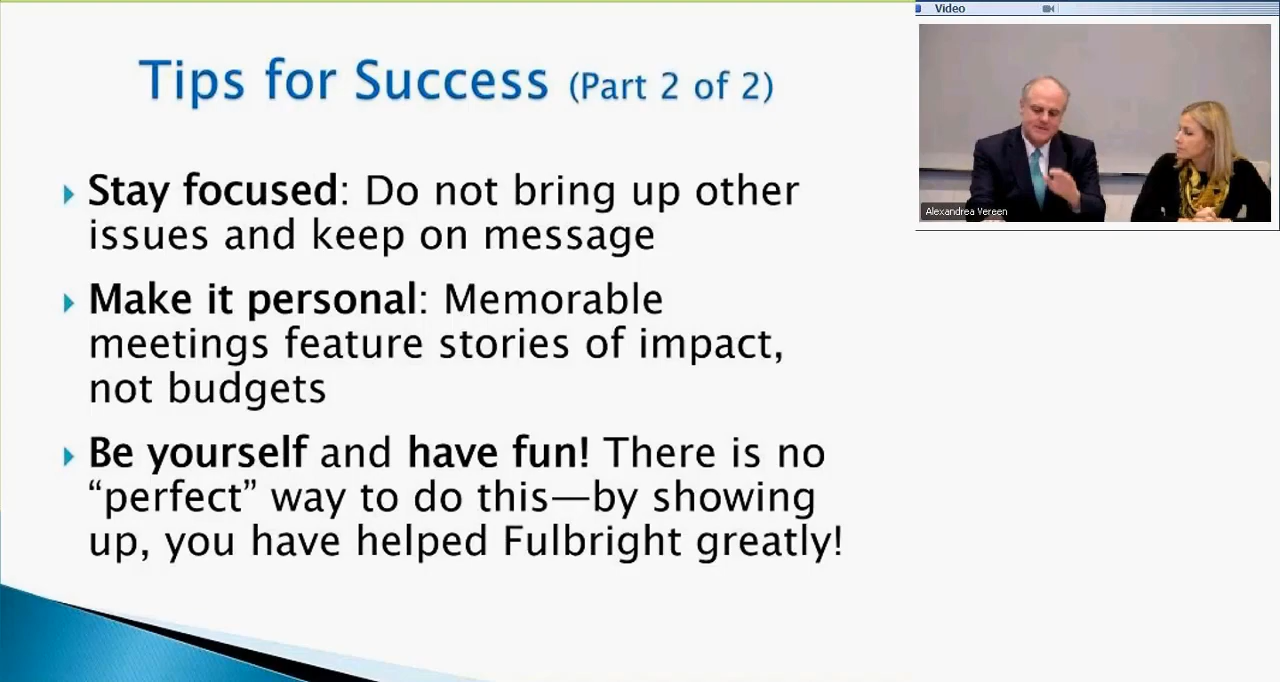 Video
Tips for Success (Part 2 of 2)
Stay focused: Do not bring up other
issues and keep on message
Make it personal: Memorable
meetings feature stories of impact,
not budgets
Be yourself and have fun! There is no
“perfect” way to do this—by showing
up, you have helped Fulbright greatly!
Alexandrea Vereen